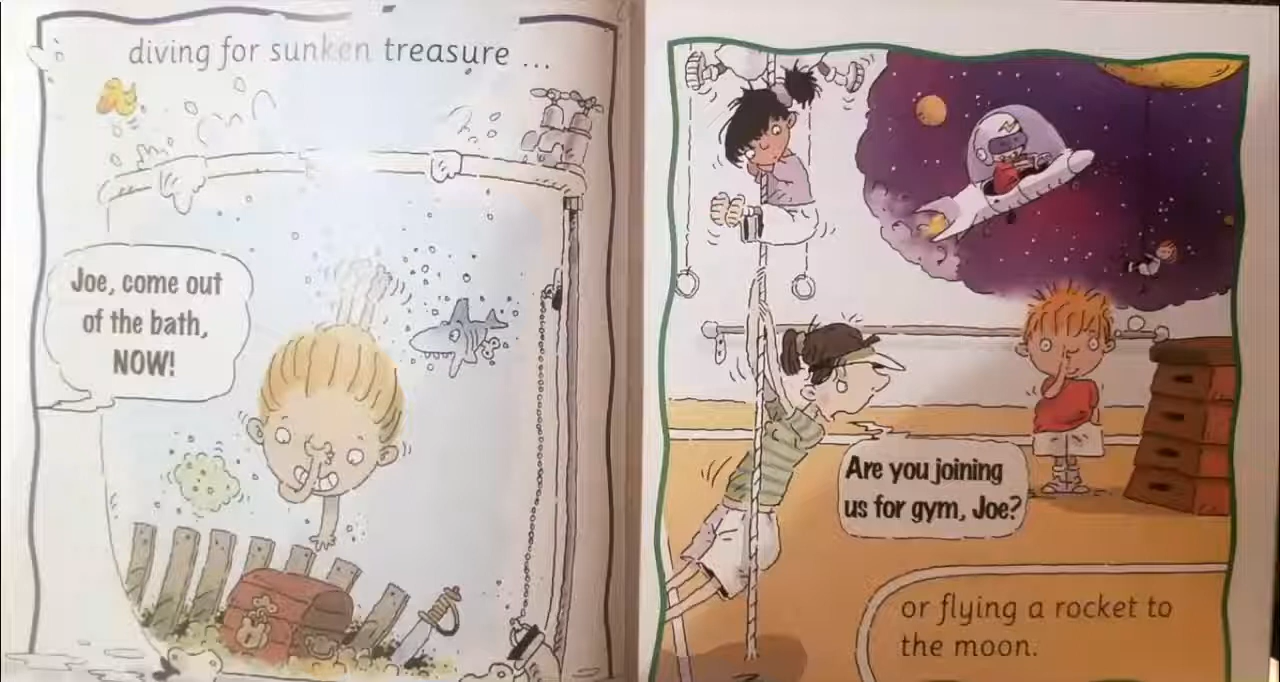 diving for sunken treasure ...
Joe, come out
of the bath,
NOW!
Are you joining
us for gym, Joe?
or flying a rocket to
the moon.